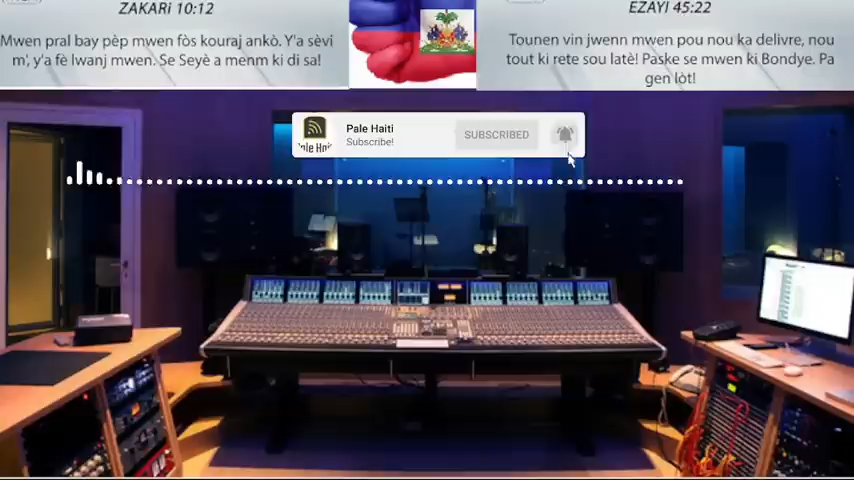 ZAKARi 10:12
Mwen pral bay pèp mwen fòs kouraj ankò. Y'a sèvi
m', y'a fè lwanj mwen. Se Seyè a menm ki di sa!
EZAYI 45:22
Tounen vin jwenn mwen pou nou ka delivre, nou
tout ki rete sou latè! Paske se mwen ki Bondye. Pa
gen lòt!
Pale Haiti
Subscribe!
SUBSCRIBED